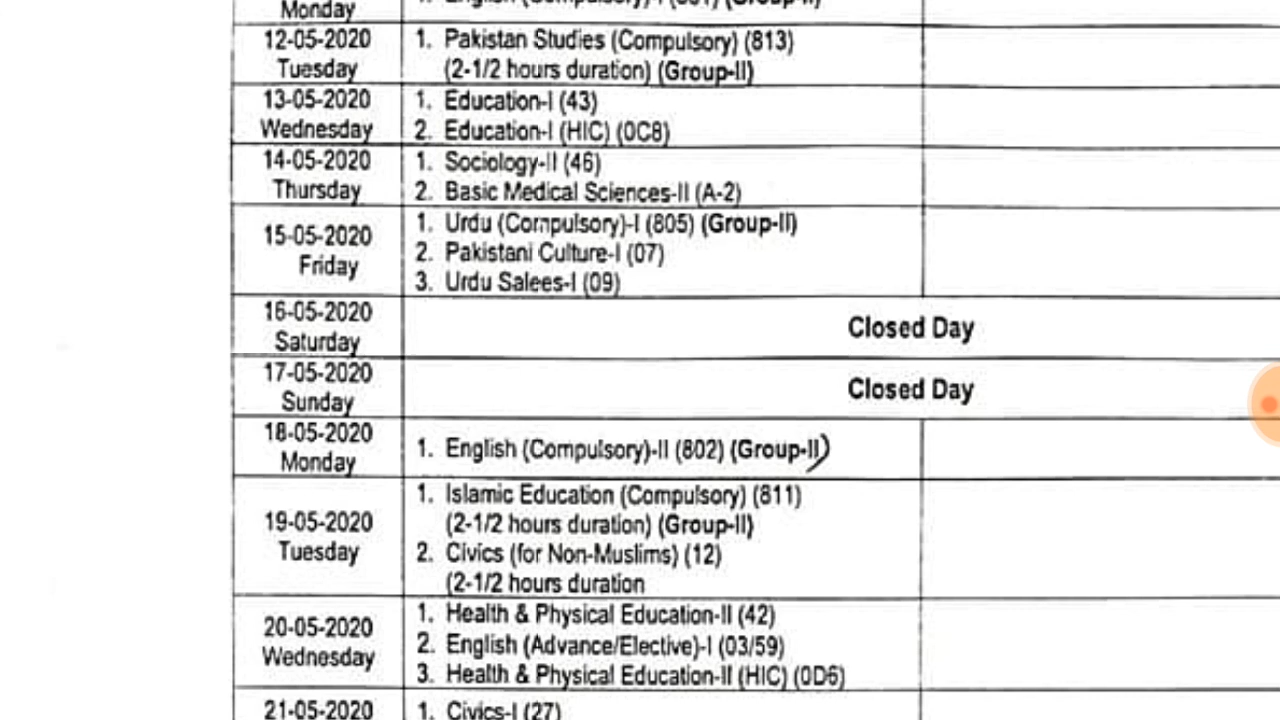 Monday
1. English (Compulsory)-I (801) (Group-II)
12-05-2020
Tuesday
1. Pakistan Studies (Compulsory) (813)
(2-1/2 hours duration) (Group-II)
13-05-2020
Wednesday
1. Education-I (43)
2. Education-I (HIC) (0C8)
14-05-2020
Thursday
1. Sociology-II (46)
2. Basic Medical Sciences-II (A-2)
15-05-2020
Friday
1. Urdu (Compulsory)-I (805) (Group-II)
2. Pakistani Culture-I (07)
3. Urdu Salees-I (09)
16-05-2020
Saturday
Closed Day
17-05-2020
Sunday
Closed Day
18-05-2020
Monday
1. English (Compulsory)-II (802) (Group-II)
19-05-2020
Tuesday
1. Islamic Education (Compulsory) (811)
(2-1/2 hours duration) (Group-II)
2. Civics (for Non-Muslims) (12)
(2-1/2 hours duration
20-05-2020
Wednesday
1. Health & Physical Education-II (42)
2. English (Advance/Elective)-I (03/59)
3. Health & Physical Education-II (HIC) (0D6)
21-05-2020
1. Civics-I (27)